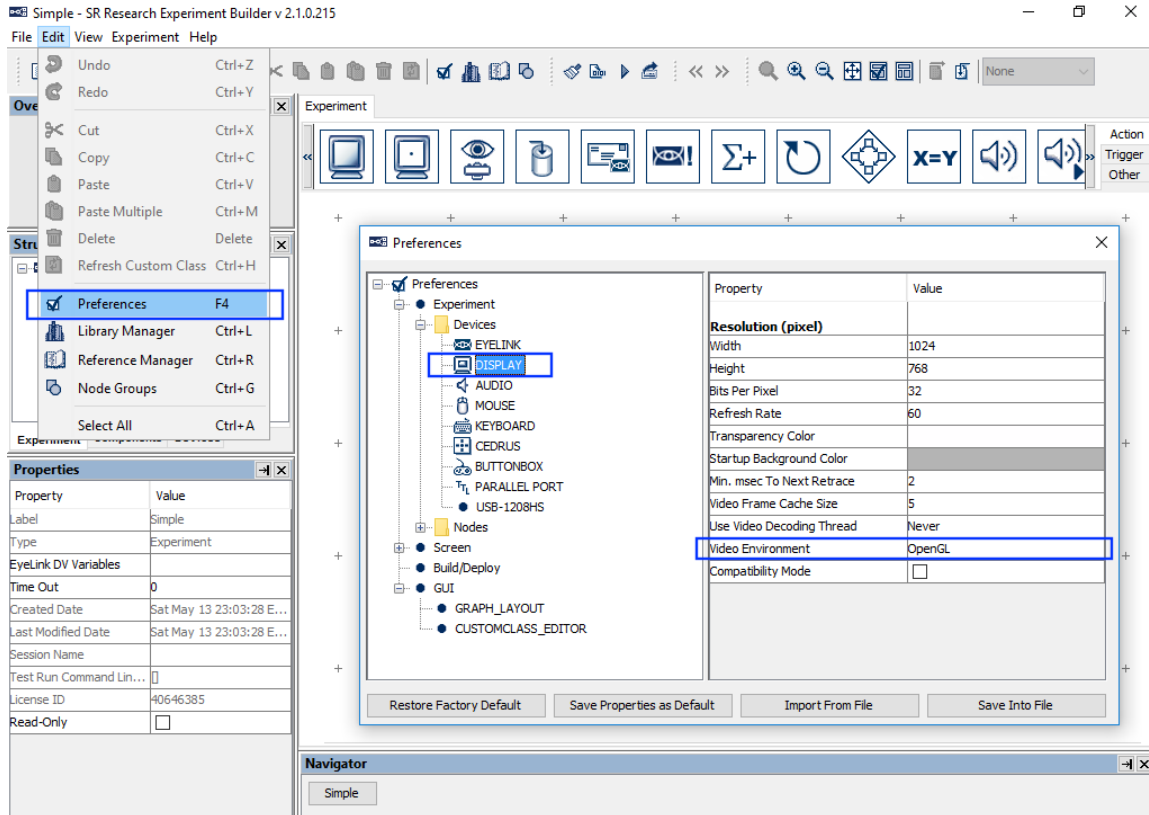 Simple - SR Research Experiment Builder v 2.1.0.215
File Edit View Experiment Help
Undo Ctrl+Z
Redo Ctrl+Y
Cut Ctrl+X
Copy Ctrl+C
Paste Ctrl+V
Paste Multiple Ctrl+M
Delete Delete
Refresh Custom Class Ctrl+H
Preferences F4
Library Manager Ctrl+L
Reference Manager Ctrl+R
Node Groups Ctrl+G
Select All Ctrl+A
None
Ove
Stru
Experiment
Experiment
X=Y
Action
Trigger
Other
Properties
Property Value
Label Simple
Type Experiment
EyeLink DV Variables
Time Out 0
Created Date Sat May 13 23:03:28 E...
Last Modified Date Sat May 13 23:03:28 E...
Session Name
Test Run Command Lin... []
License ID 40646385
Read-Only
Preferences
Preferences
Experiment
Devices
EYELINK
DISPLAY
AUDIO
MOUSE
KEYBOARD
CEDRUS
BUTTONBOX
PARALLEL PORT
USB-1208HS
Nodes
Screen
Build/Deploy
GUI
GRAPH_LAYOUT
CUSTOMCLASS_EDITOR
Property Value
Resolution (pixel)
Width 1024
Height 768
Bits Per Pixel 32
Refresh Rate 60
Transparency Color
Startup Background Color
Min. msec To Next Retrace 2
Video Frame Cache Size 5
Use Video Decoding Thread Never
Video Environment OpenGL
Compatibility Mode
Restore Factory Default Save Properties as Default Import From File Save Into File
Navigator
Simple